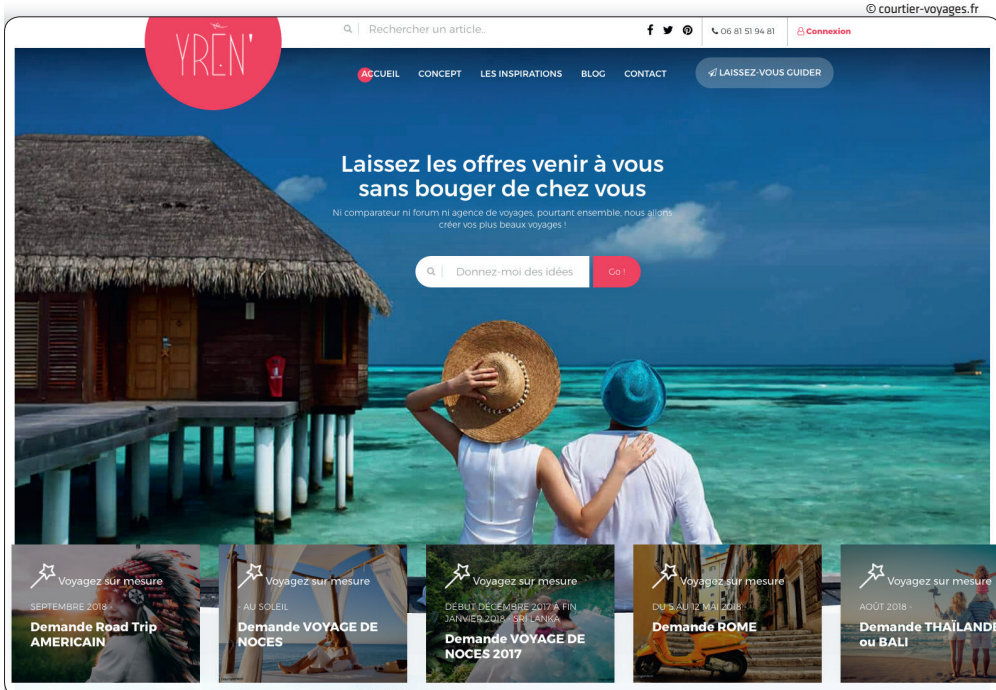 © courtier-voyages.fr
YREN'
Rechercher un article..
06 81 51 94 81
Connexion
ACCUEIL CONCEPT LES INSPIRATIONS BLOG CONTACT
LAISSEZ-VOUS GUIDER
Laissez les offres venir à vous
sans bouger de chez vous
Ni comparateur ni forum ni agence de voyages, pourtant ensemble, nous allons
créer vos plus beaux voyages !
Donnez-moi des idées
Go !
Voyagez sur mesure
SEPTEMBRE 2018 -
Demande Road Trip
AMERICAIN
Voyagez sur mesure
- AU SOLEIL
Demande VOYAGE DE
NOCES
Voyagez sur mesure
DÉBUT DÉCEMBRE 2017 À FIN
JANVIER 2018 - SRI LANKA
Demande VOYAGE DE
NOCES 2017
Voyagez sur mesure
DU 5 AU 12 MAI 2018 -
Demande ROME
Voyagez sur mesure
AOÛT 2018 -
Demande THAÏLANDE
ou BALI